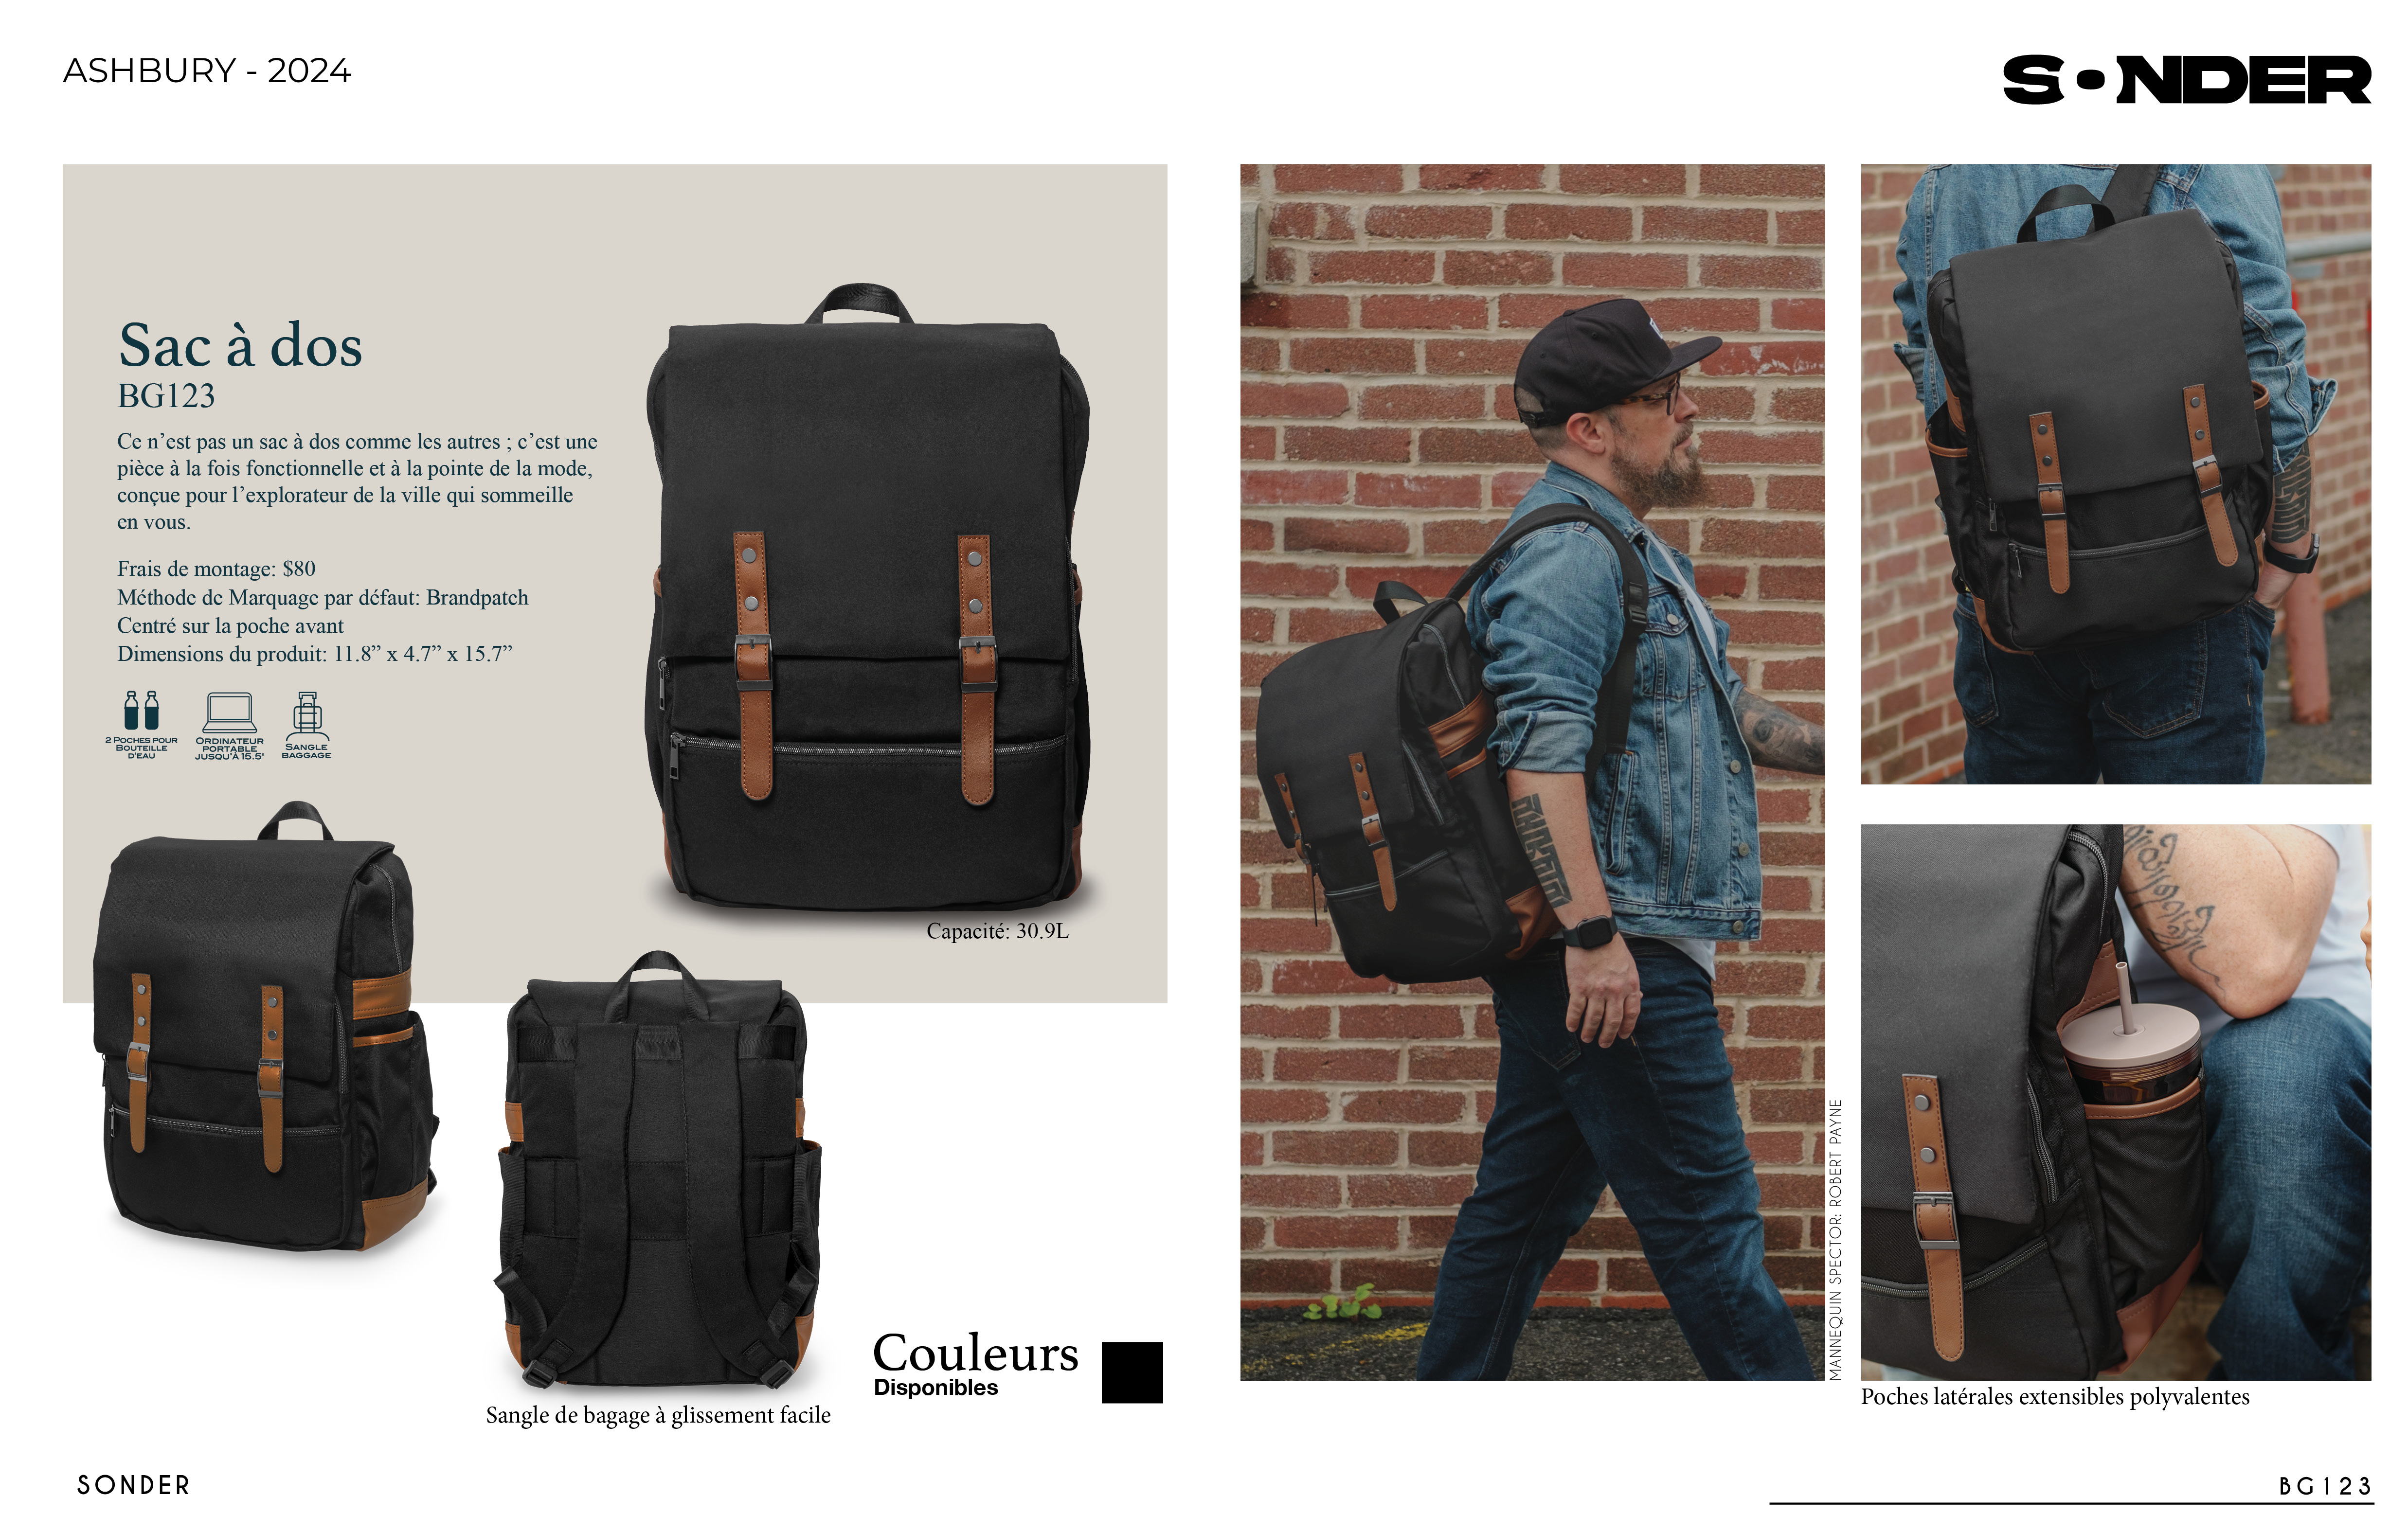 ASHBURY - 2024
S•NDER
Sac à dos
BG123
Ce n’est pas un sac à dos comme les autres ; c’est une
pièce à la fois fonctionnelle et à la pointe de la mode,
conçue pour l’explorateur de la ville qui sommeille
en vous.
Frais de montage: $80
Méthode de Marquage par défaut: Brandpatch
Centré sur la poche avant
Dimensions du produit: 11.8” x 4.7” x 15.7”
2 POCHES POUR
BOUTEILLE
D'EAU
ORDINATEUR
PORTABLE
JUSQU'À 15.5"
SANGLE
BAGGAGE
Capacité: 30.9L
Sangle de bagage à glissement facile
Couleurs
Disponibles
MANNEQUIN SPECTOR: ROBERT PAYNE
Poches latérales extensibles polyvalentes
SONDER
BG123